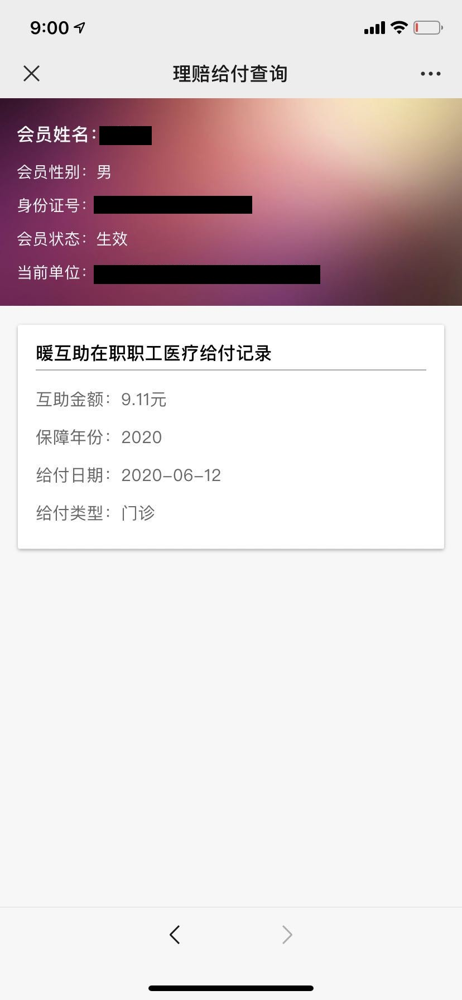 9:00
理赔给付查询
会员姓名：
会员性别：男
身份证号：
会员状态：生效
当前单位：
暖互助在职职工医疗给付记录
互助金额：9.11元
保障年份：2020
给付日期：2020-06-12
给付类型：门诊